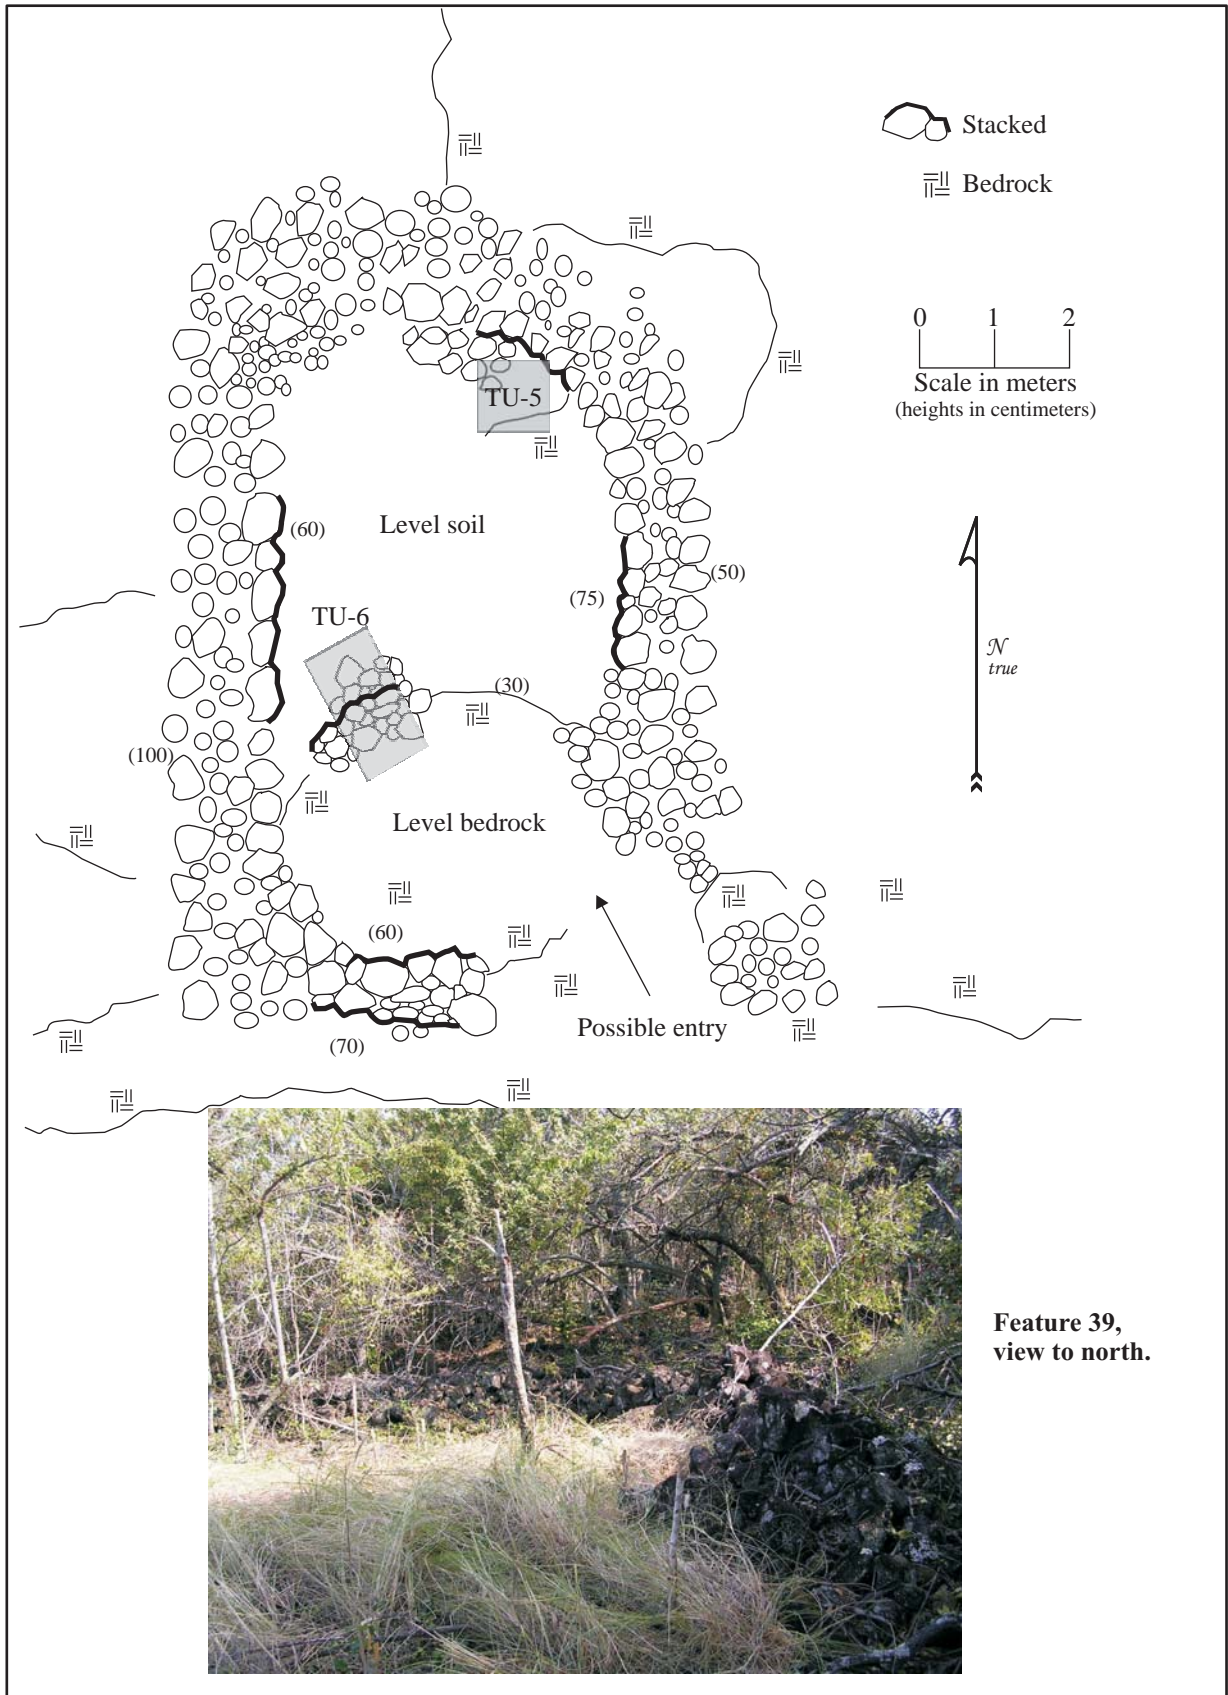 Stacked
Bedrock
0 1 2
Scale in meters
(heights in centimeters)
TU-5
Level soil
(60)
(50)
(75)
TU-6
N
true
(30)
(100)
Level bedrock
(60)
Possible entry
(70)
Feature 39,
view to north.